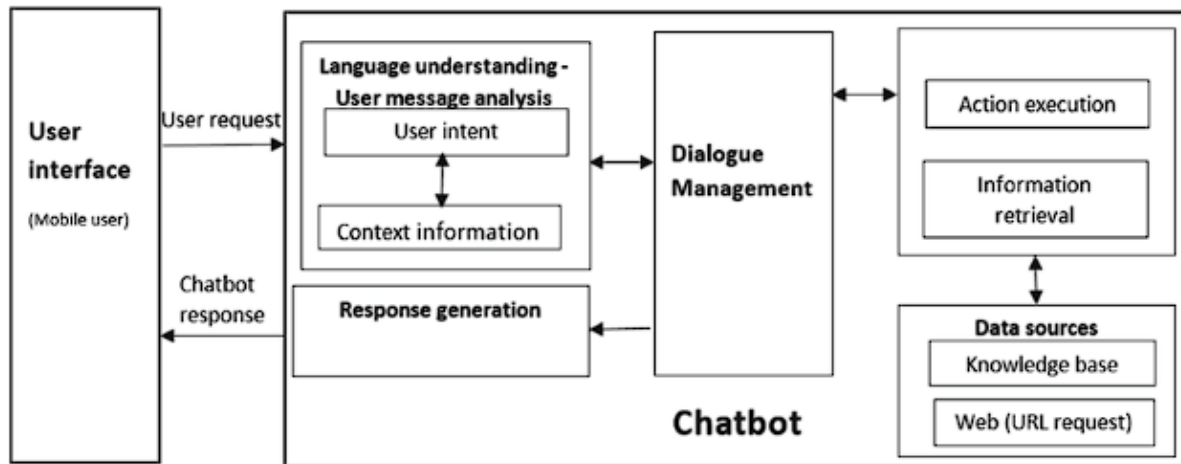 User
interface
(Mobile user)
User request
Chatbot
response
Language understanding -
User message analysis
User intent
Context information
Response generation
Dialogue
Management
Action execution
Information
retrieval
Data sources
Knowledge base
Web (URL request)
Chatbot